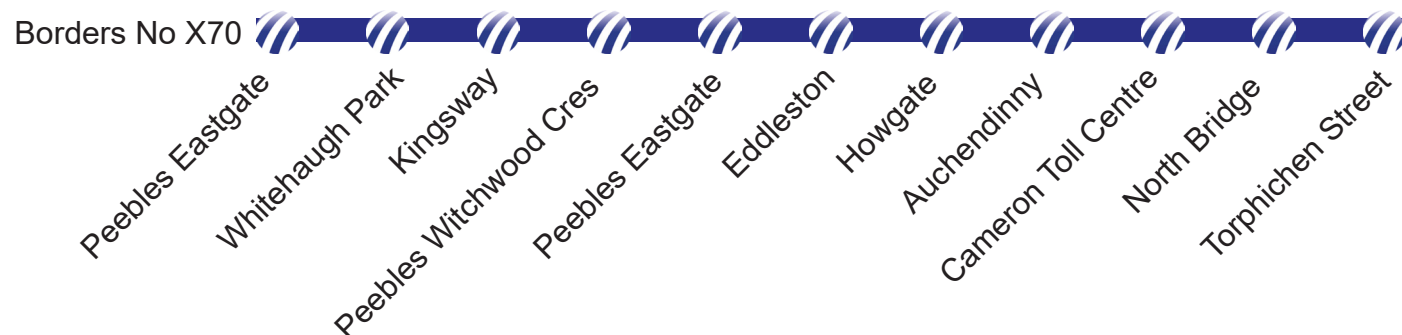 Borders No X70
Peebles Eastgate
Whitehaugh Park
Kingsway
Peebles Witchwood Cres
Peebles Eastgate
Eddleston
Howgate
Auchendinny
Cameron Toll Centre
North Bridge
Torphichen Street